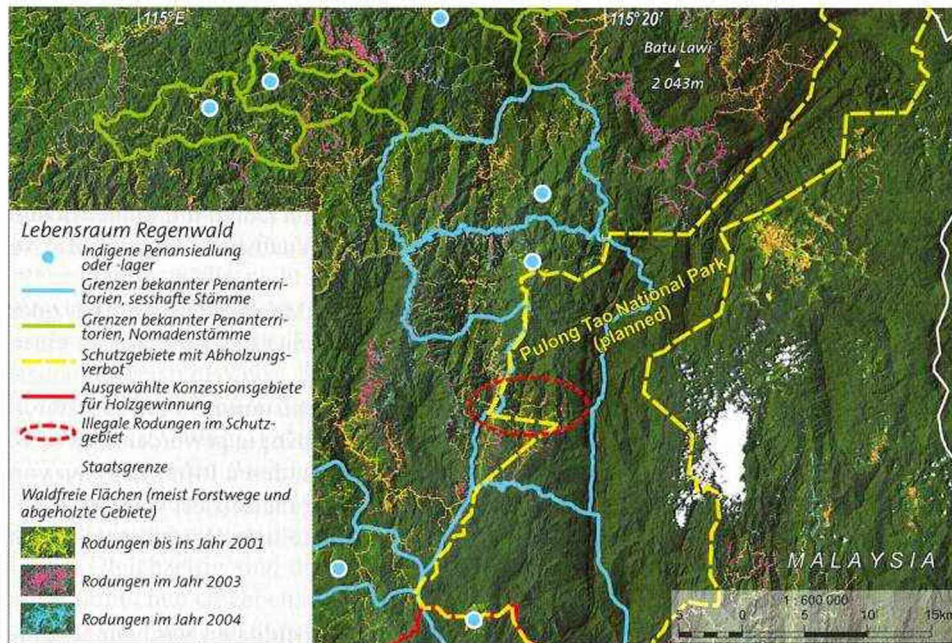 115°E
115°20'
Batu Lawi
2 043m
Lebensraum Regenwald
Indigene Penansiedlung
oder -lager
Grenzen bekannter Penanterri-
torien, sesshafte Stämme
Grenzen bekannter Penanterri-
torien, Nomadenstämme
Schutzgebiete mit Abholzungs-
verbot
Ausgewählte Konzessionsgebiete
für Holzgewinnung
Illegale Rodungen im Schutz-
gebiet
Staatsgrenze
Waldfreie Flächen (meist Forstwege und
abgeholzte Gebiete)
Rodungen bis ins Jahr 2001
Rodungen im Jahr 2003
Rodungen im Jahr 2004
Pulong Tao National Park
(planned)
MALAYSIA
1 : 600 000
5 0 km 5 10 15km